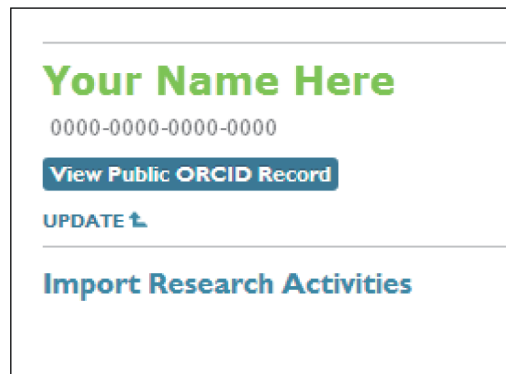 Your Name Here
0000-0000-0000-0000
View Public ORCID Record
UPDATE
Import Research Activities